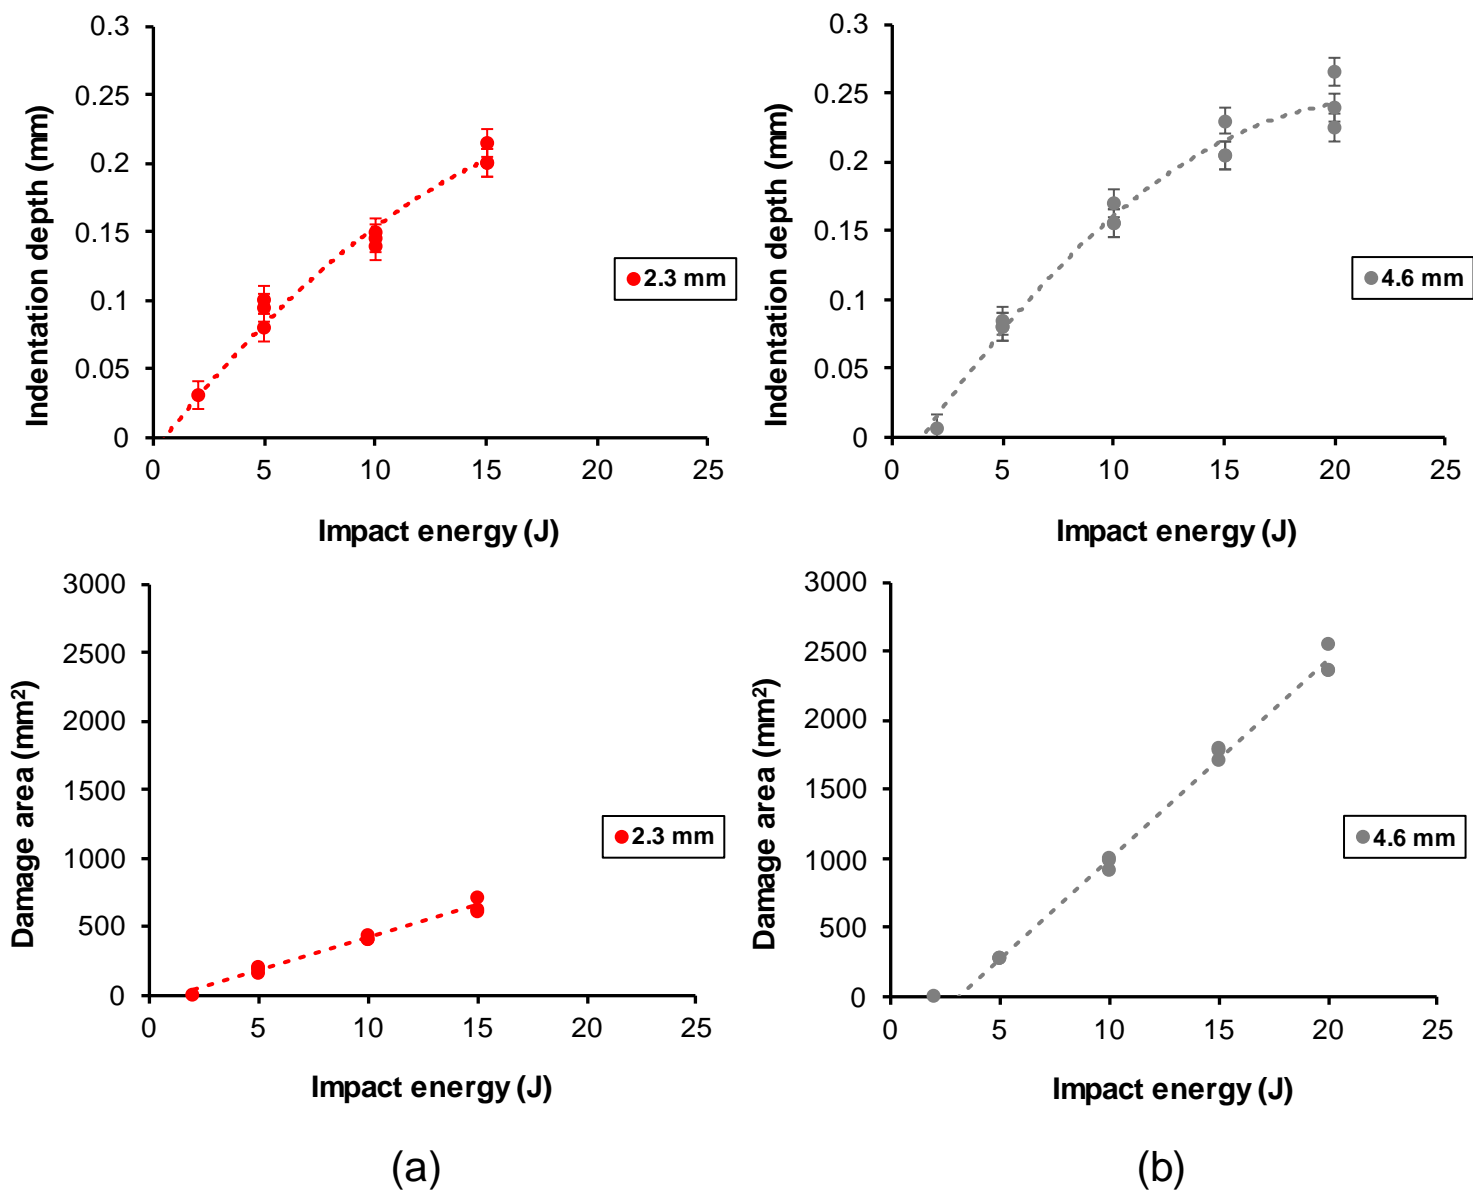 0.3
0.25
0.2
0.15
0.1
0.05
0
Indentation depth (mm)
0 5 10 15 20 25
Impact energy (J)
2.3 mm
0.3
0.25
0.2
0.15
0.1
0.05
0
Indentation depth (mm)
0 5 10 15 20 25
Impact energy (J)
4.6 mm
3000
2500
2000
1500
1000
500
0
Damage area (mm²)
0 5 10 15 20 25
Impact energy (J)
2.3 mm
3000
2500
2000
1500
1000
500
0
Damage area (mm²)
0 5 10 15 20 25
Impact energy (J)
4.6 mm
(a)
(b)